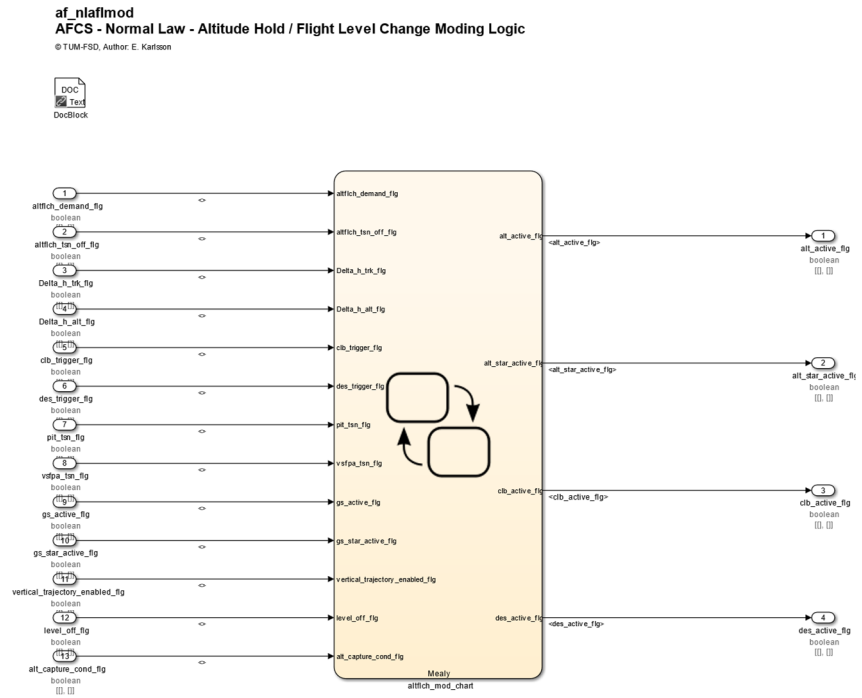 af_nlaflmod
AFCS - Normal Law - Altitude Hold / Flight Level Change Moding Logic
© TUM-FSD, Author: E. Karlsson
DOC
Text
DocBlock
1
altflch_demand_flg
boolean
2
altflch_tsn_off_flg
boolean
3
Delta_h_trk_flg
boolean
4
Delta_h_alt_flg
boolean
5
clb_trigger_flg
boolean
6
des_trigger_flg
boolean
7
pit_tsn_flg
boolean
8
vsfpa_tsn_flg
boolean
9
gs_active_flg
boolean
10
gs_star_active_flg
boolean
11
vertical_trajectory_enabled_flg
boolean
12
level_off_flg
boolean
13
alt_capture_cond_flg
boolean
[[], []]
<>
<>
<>
<>
<>
<>
<>
<>
<>
<>
<>
<>
<>
altflch_demand_flg
altflch_tsn_off_flg
Delta_h_trk_flg
Delta_h_alt_flg
clb_trigger_flg
des_trigger_flg
pit_tsn_flg
vsfpa_tsn_flg
gs_active_flg
gs_star_active_flg
vertical_trajectory_enabled_flg
level_off_flg
alt_capture_cond_flg
alt_active_flg
alt_star_active_flg
clb_active_flg
des_active_flg
Mealy
altflch_mod_chart
<alt_active_flg>
<alt_star_active_flg>
<clb_active_flg>
<des_active_flg>
1
alt_active_flg
boolean
[[], []]
2
alt_star_active_flg
boolean
[[], []]
3
clb_active_flg
boolean
[[], []]
4
des_active_flg
boolean
[[], []]